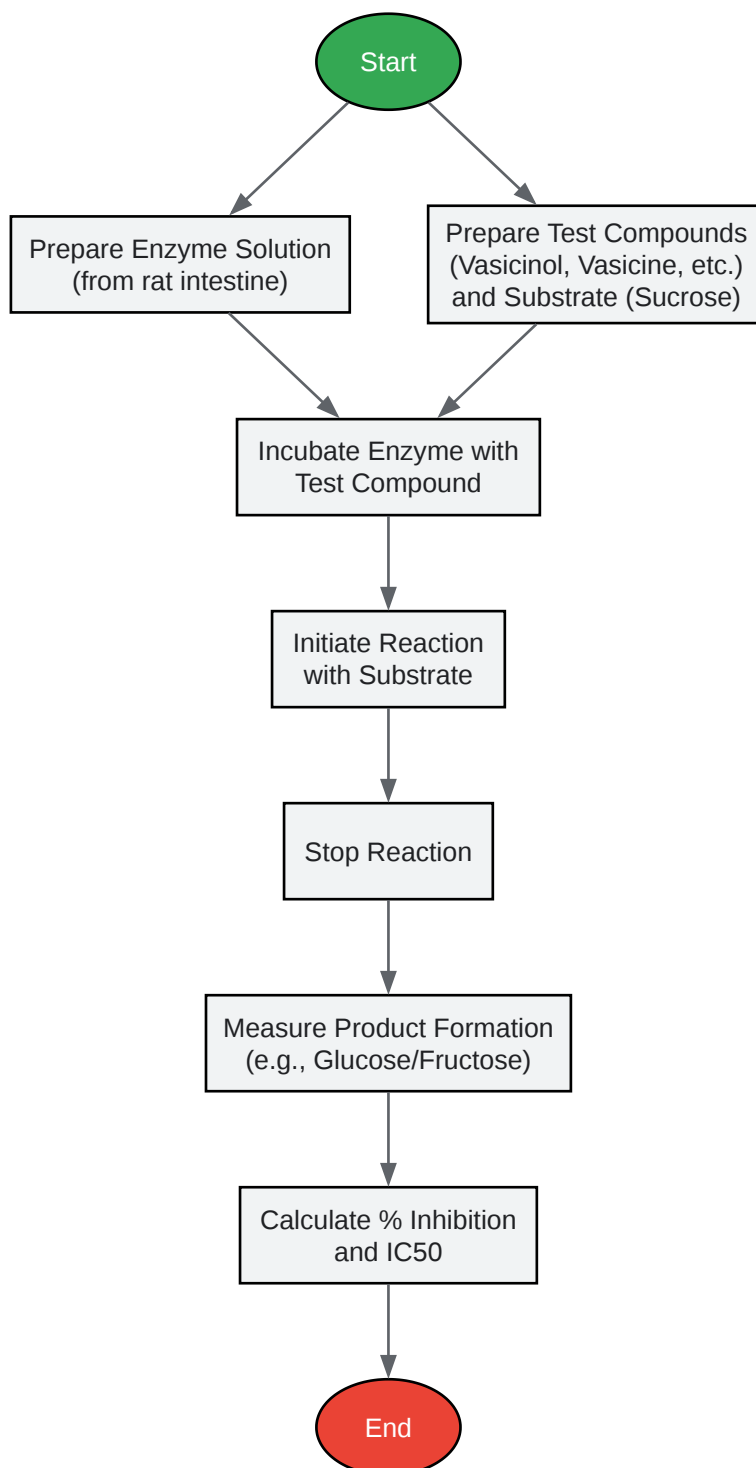 Start
Prepare Enzyme Solution
(from rat intestine)
Prepare Test Compounds
(Vasicinol, Vasicine, etc.)
and Substrate (Sucrose)
Incubate Enzyme with
Test Compound
Initiate Reaction
with Substrate
Stop Reaction
Measure Product Formation
(e.g., Glucose/Fructose)
Calculate % Inhibition
and IC50
End